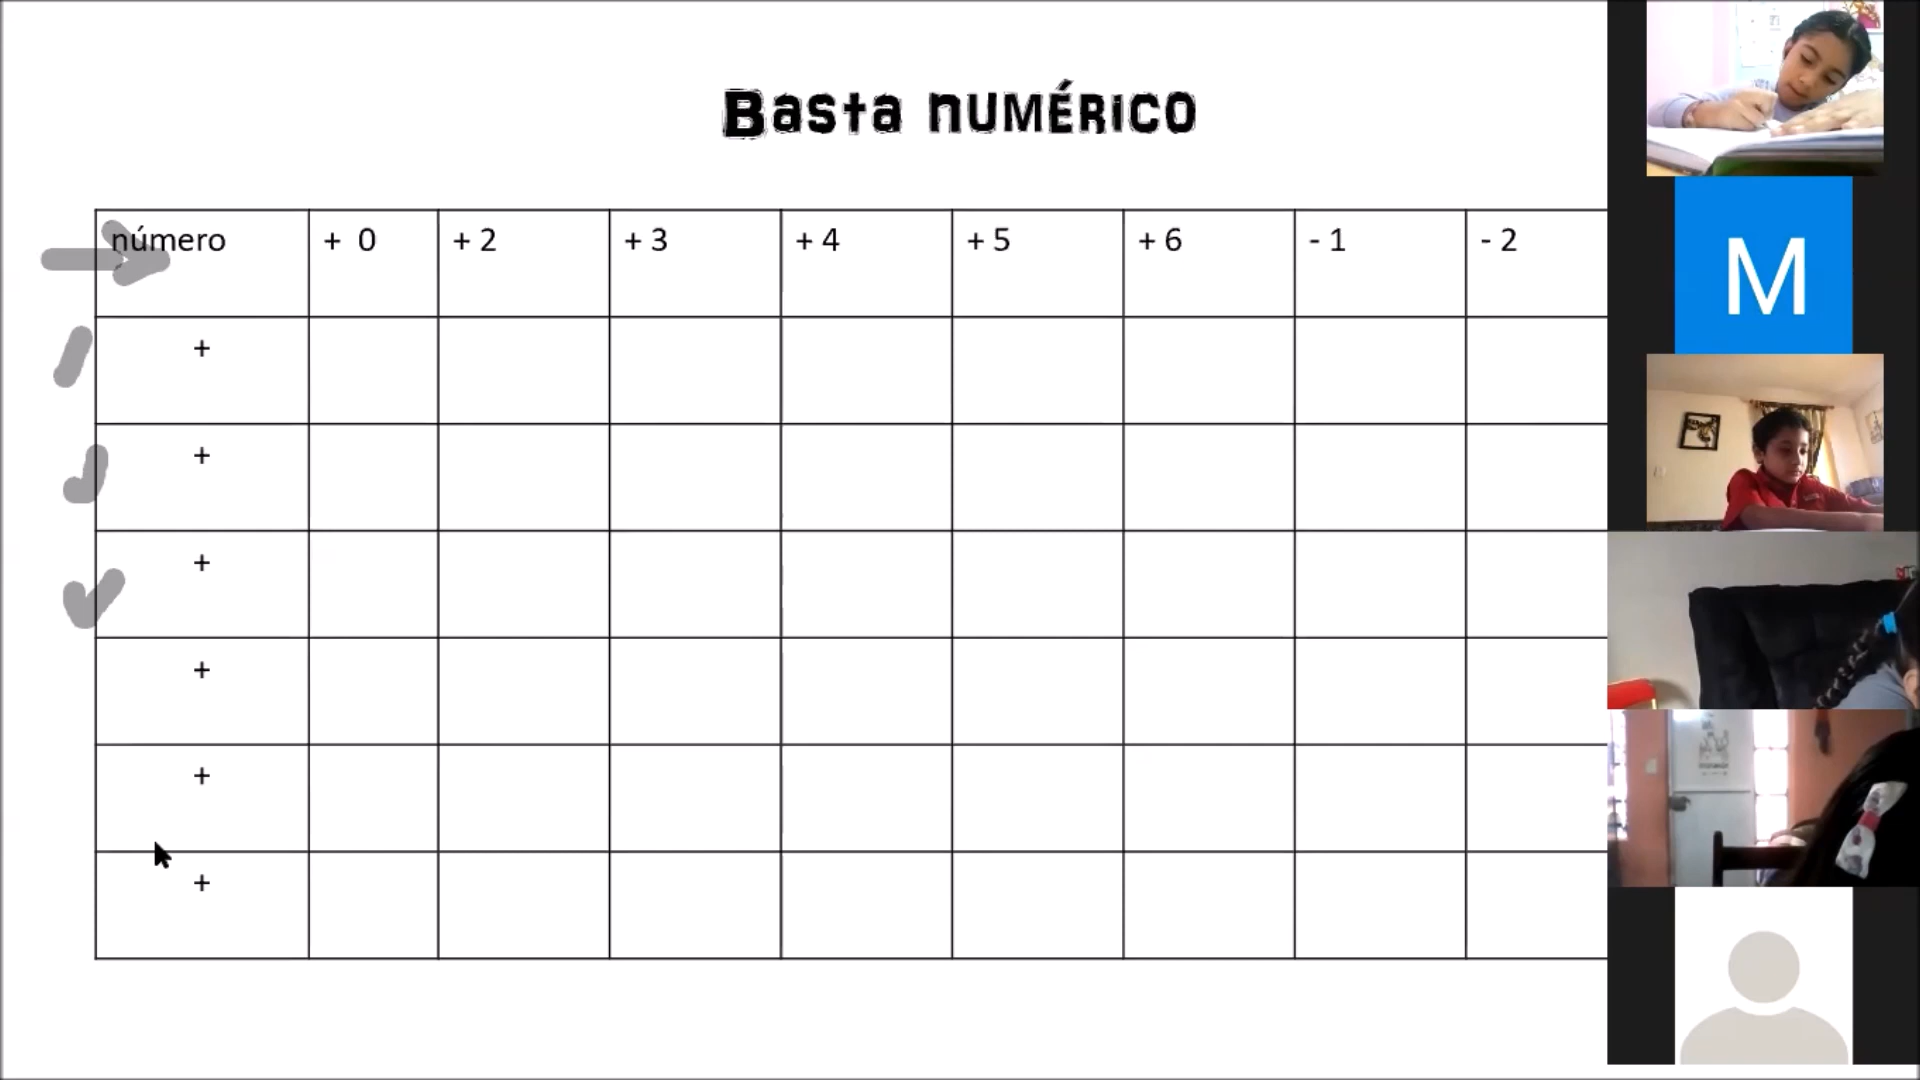 Basta NUMÉRICO
número + 0 + 2 + 3 + 4 + 5 + 6 - 1 - 2
+
+
+
+
+
+
M